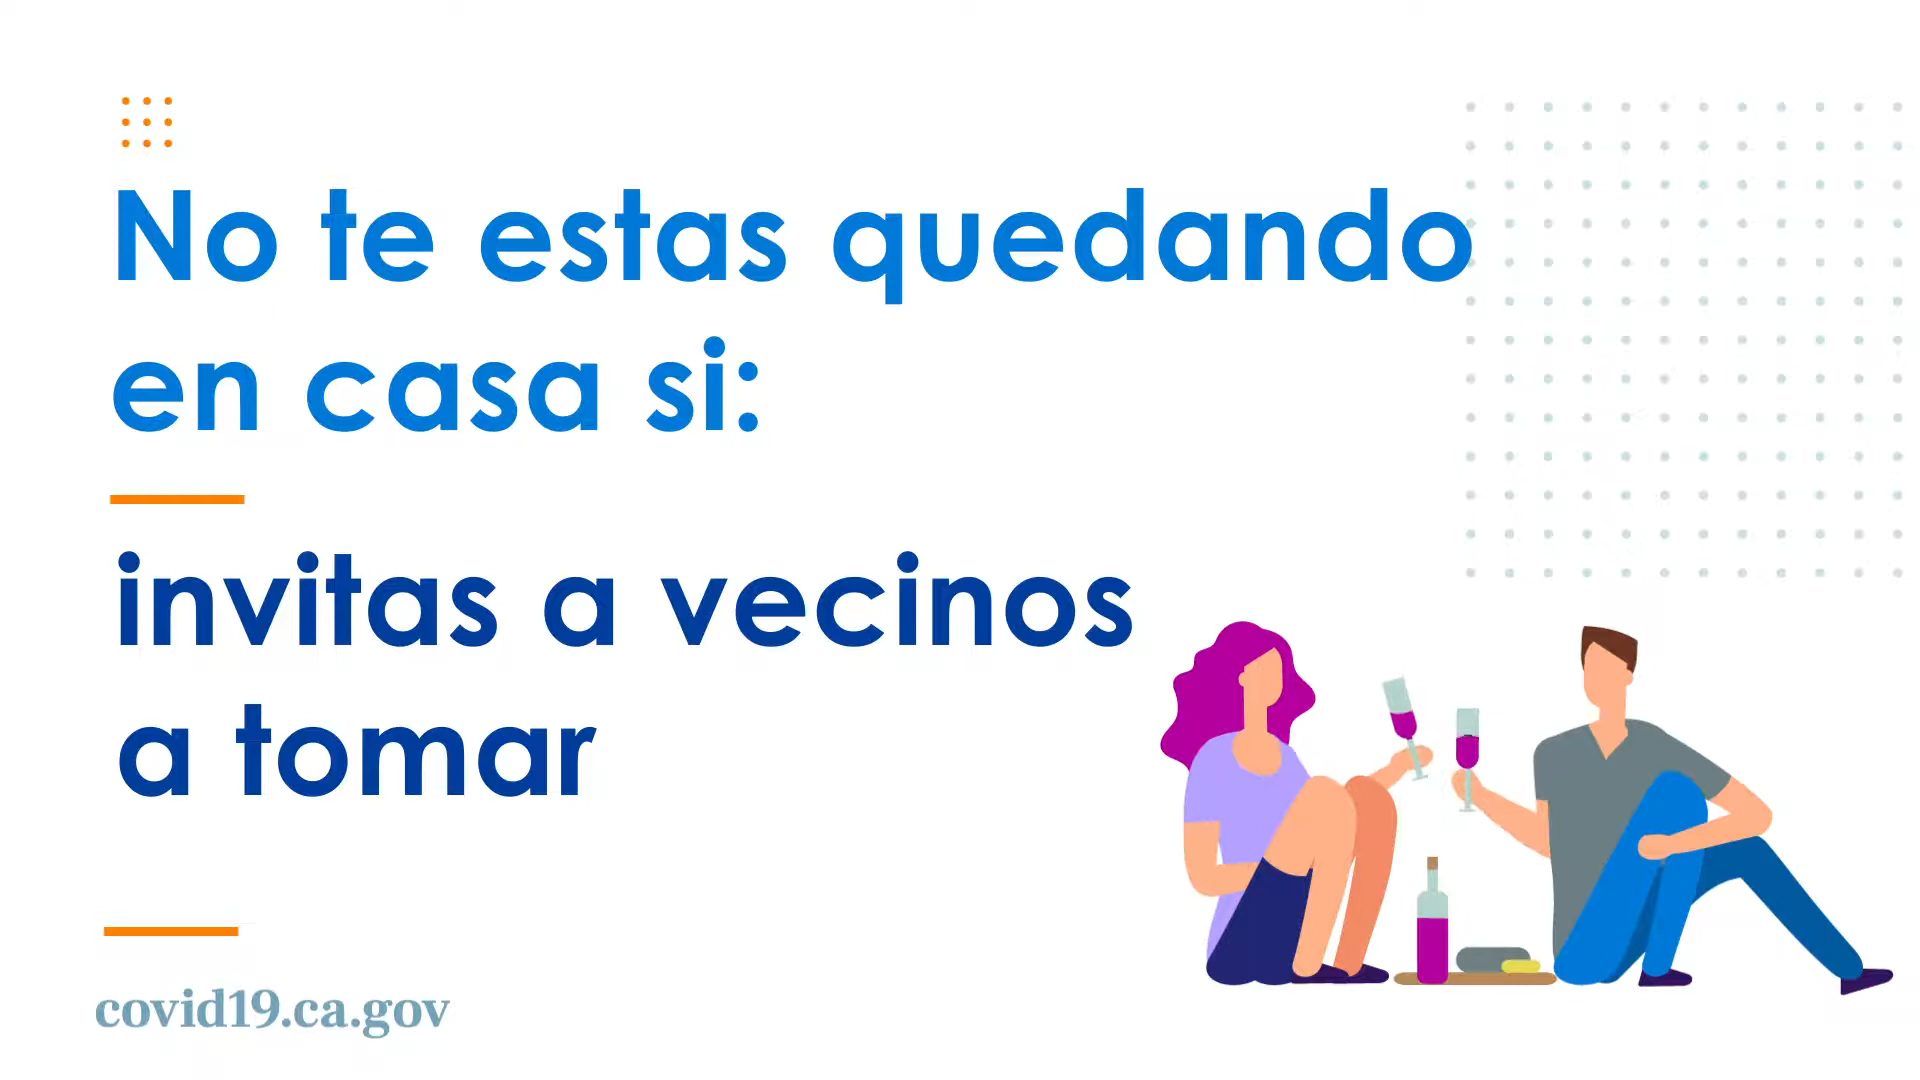 No te estas quedando
en casa si:
invitas a vecinos
a tomar
covid19.ca.gov